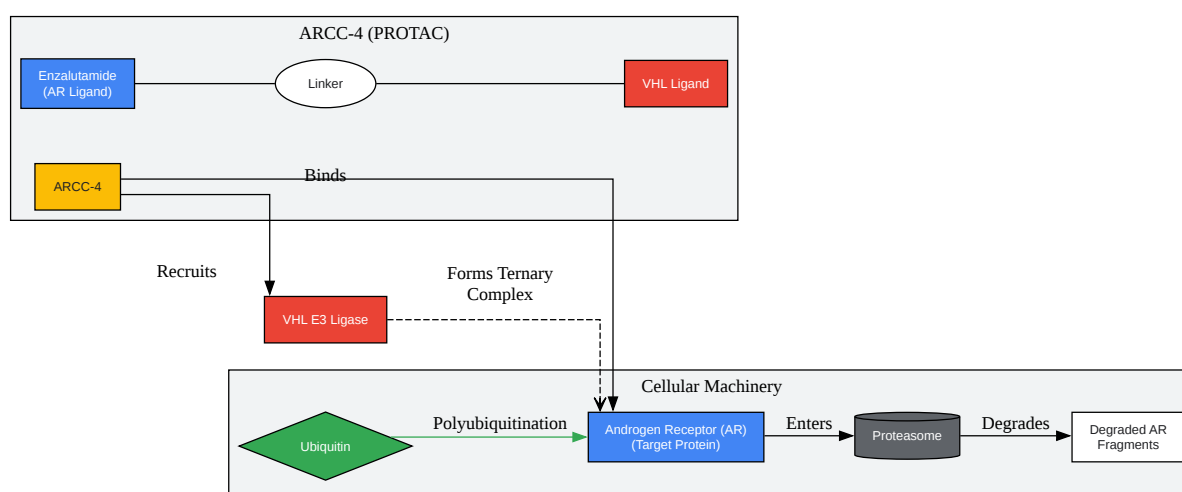 ARCC-4 (PROTAC)
Enzalutamide
(AR Ligand)
Linker
VHL Ligand
ARCC-4
Binds
Recruits
Forms Ternary
Complex
VHL E3 Ligase
Cellular Machinery
Ubiquitin
Polyubiquitination
Androgen Receptor (AR)
(Target Protein)
Enters
Proteasome
Degrades
Degraded AR
Fragments